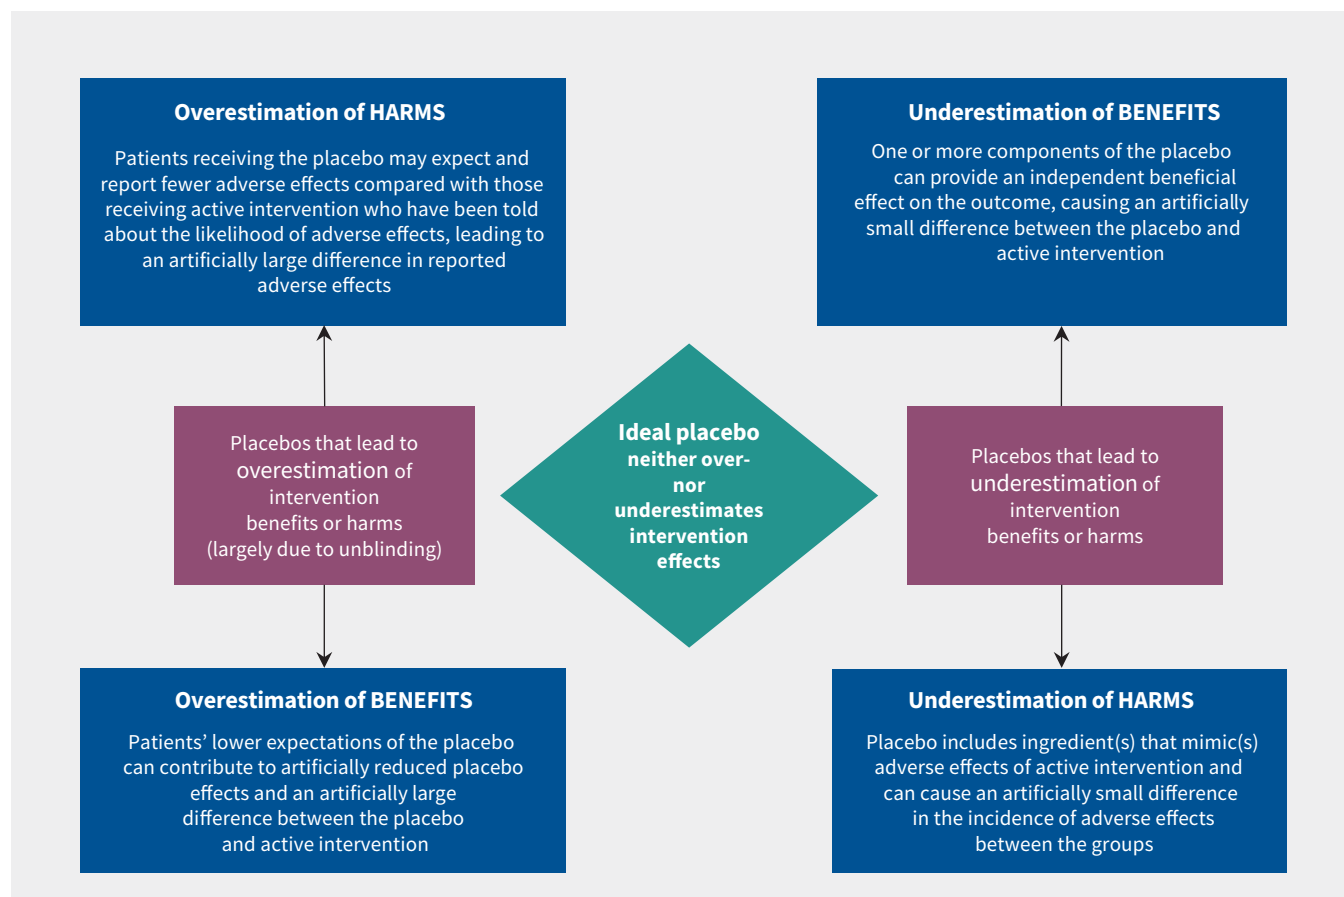 Overestimation of HARMS
Patients receiving the placebo may expect and
report fewer adverse effects compared with those
receiving active intervention who have been told
about the likelihood of adverse effects, leading to
an artificially large difference in reported
adverse effects
Underestimation of BENEFITS
One or more components of the placebo
can provide an independent beneficial
effect on the outcome, causing an artificially
small difference between the placebo and
active intervention
Placebos that lead to
overestimation of
intervention
benefits or harms
(largely due to unblinding)
Ideal placebo
neither over-
nor
underestimates
intervention
effects
Placebos that lead to
underestimation of
intervention
benefits or harms
Overestimation of BENEFITS
Patients’ lower expectations of the placebo
can contribute to artificially reduced placebo
effects and an artificially large
difference between the placebo
and active intervention
Underestimation of HARMS
Placebo includes ingredient(s) that mimic(s)
adverse effects of active intervention and
can cause an artificially small difference
in the incidence of adverse effects
between the groups